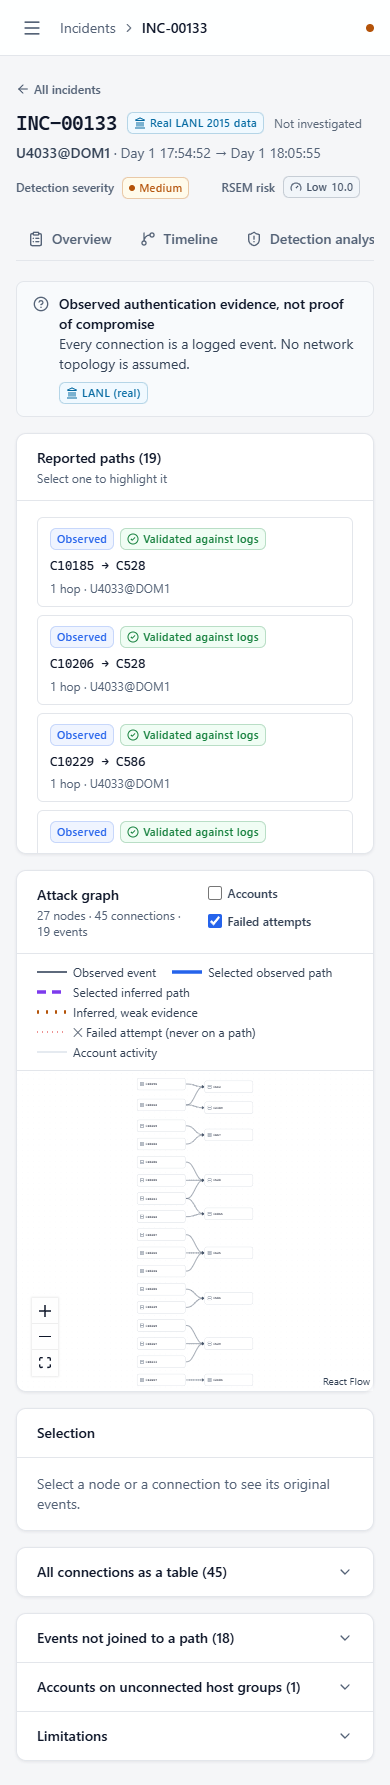 Incidents > INC-00133
← All incidents
INC-00133 Real LANL 2015 data Not investigated
U4033@DOM1 · Day 1 17:54:52 → Day 1 18:05:55
Detection severity Medium RSEM risk Low 10.0
Overview Timeline Detection analys
Observed authentication evidence, not proof
of compromise
Every connection is a logged event. No network
topology is assumed.
LANL (real)
Reported paths (19)
Select one to highlight it
Observed Validated against logs
C10185 → C528
1 hop · U4033@DOM1
Observed Validated against logs
C10206 → C528
1 hop · U4033@DOM1
Observed Validated against logs
C10229 → C586
1 hop · U4033@DOM1
Observed Validated against logs
Attack graph
27 nodes · 45 connections ·
19 events
Accounts
Failed attempts
Observed event Selected observed path
Selected inferred path
Inferred, weak evidence
Failed attempt (never on a path)
Account activity
React Flow
Selection
Select a node or a connection to see its original
events.
All connections as a table (45)
Events not joined to a path (18)
Accounts on unconnected host groups (1)
Limitations